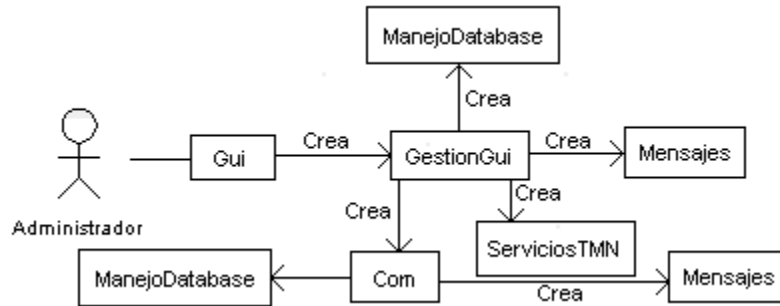 ManejoDatabase
Crea
Gui
Crea
GestionGui
Crea
Mensajes
Administrador
Crea
Crea
ServiciosTMN
ManejoDatabase
Com
Crea
Mensajes